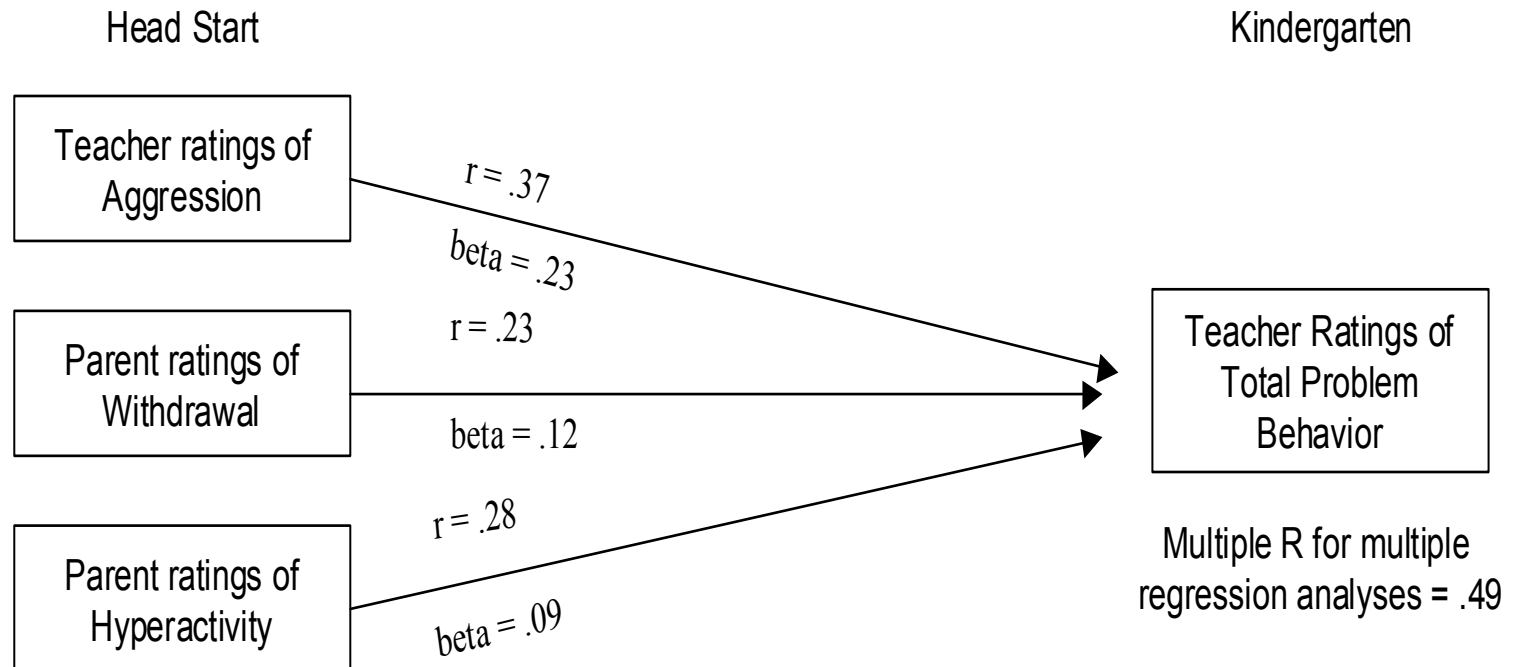 Head Start
Kindergarten
Teacher ratings of
Aggression
r = .37
beta = .23
Parent ratings of
Withdrawal
r = .23
beta = .12
Parent ratings of
Hyperactivity
r = .28
beta = .09
Teacher Ratings of
Total Problem
Behavior
Multiple R for multiple
regression analyses = .49